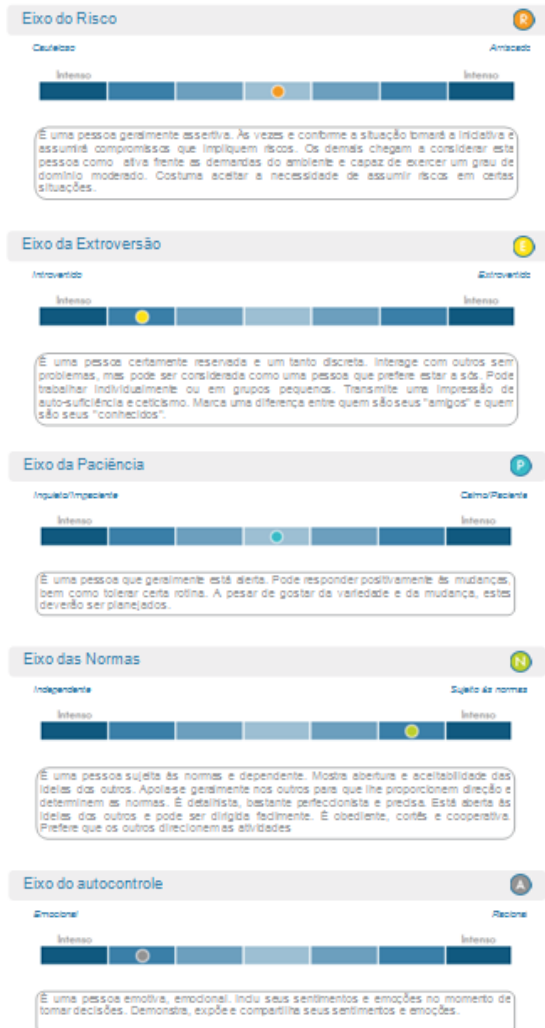 Eixo do Risco
R
Cauteloso Arriscado
Intenso Intenso
É uma pessoa geralmente assertiva. Às vezes e conforme a situação tomará a iniciativa e
assumirá compromissos que impliquem riscos. Os demais chegam a considerar esta
pessoa como ativa frente as demandas do ambiente e capaz de exercer um grau de
domínio moderado. Costuma aceitar a necessidade de assumir riscos em certas
situações.
Eixo da Extroversão
E
Introvertido Extrovertido
Intenso Intenso
É uma pessoa certamente reservada e um tanto discreta. Interage com outros sem
problemas, mas pode ser considerada como uma pessoa que prefere estar a sós. Pode
trabalhar individualmente ou em grupos pequenos. Transmite uma impressão de
auto-suficiência e ceticismo. Marca uma diferença entre quem são seus "amigos" e quem
são seus "conhecidos".
Eixo da Paciência
P
Inquieto/Impaciente Calmo/Paciente
Intenso Intenso
É uma pessoa que geralmente está alerta. Pode responder positivamente às mudanças,
bem como tolerar certa rotina. A pesar de gostar da variedade e da mudança, estes
deverão ser planejados.
Eixo das Normas
N
Independente Sujeito às normas
Intenso Intenso
É uma pessoa sujeita às normas e dependente. Mostra abertura e aceitabilidade das
ideias dos outros. Apoia-se geralmente nos outros para que lhe proporcionem direção e
determinem as normas. É detalhista, bastante perfeccionista e precisa. Está aberta às
ideias dos outros e pode ser dirigida facilmente. É obediente, cortês e cooperativa.
Prefere que os outros direcionem as atividades
Eixo do autocontrole
A
Emocional Racional
Intenso Intenso
É uma pessoa emotiva, emocional. Inclui seus sentimentos e emoções no momento de
tomar decisões. Demonstra, expõe e compartilha seus sentimentos e emoções.